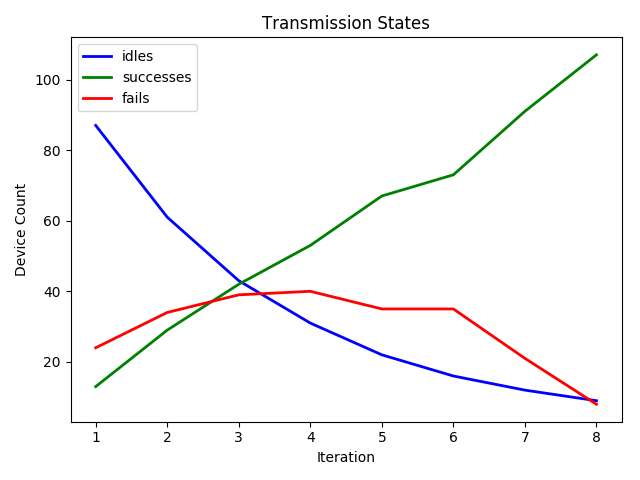 Transmission States
idles
successes
fails
100
80
60
40
20
Device Count
1 2 3 4 5 6 7 8
Iteration